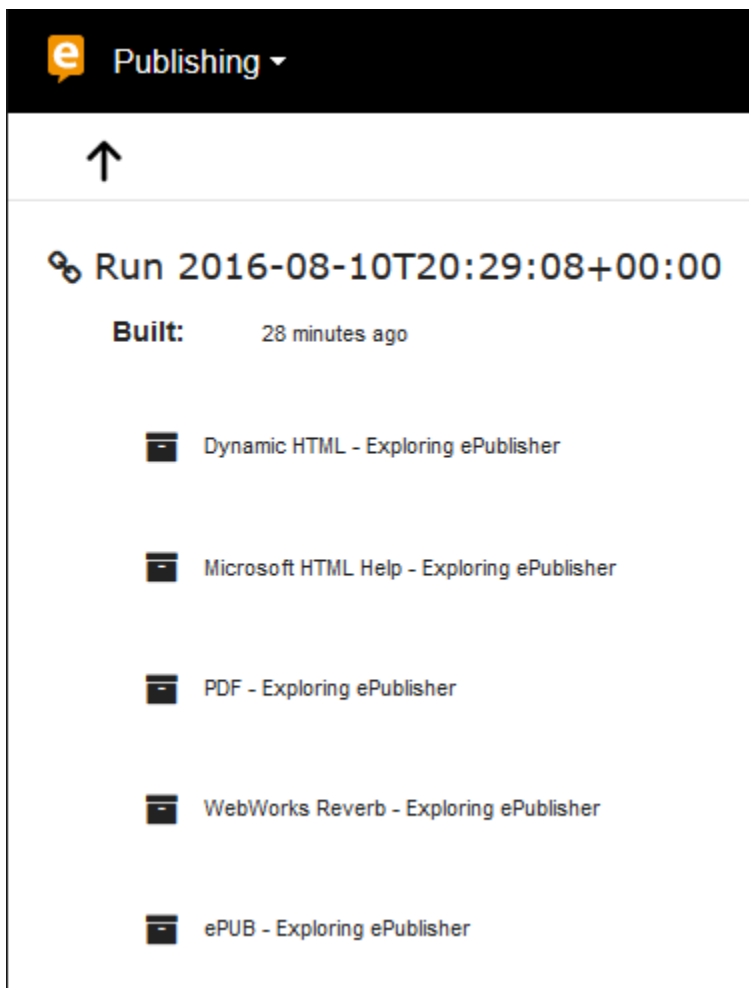 e Publishing
Run 2016-08-10T20:29:08+00:00
Built: 28 minutes ago
Dynamic HTML - Exploring ePublisher
Microsoft HTML Help - Exploring ePublisher
PDF - Exploring ePublisher
WebWorks Reverb - Exploring ePublisher
ePUB - Exploring ePublisher